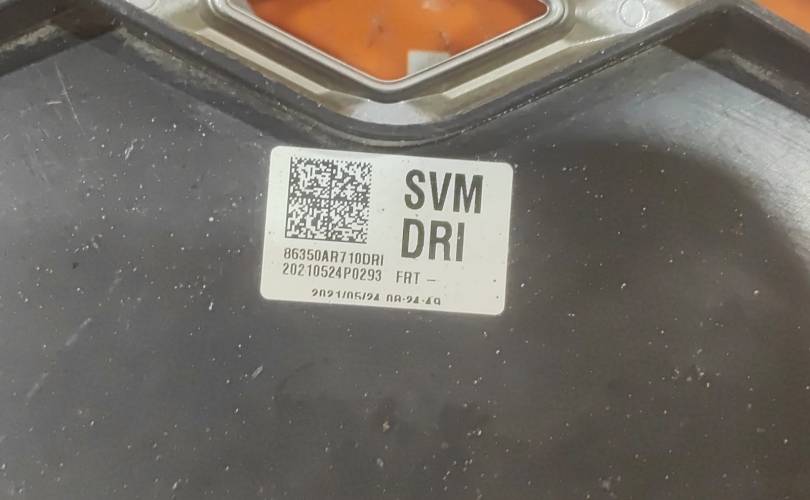 SVM
DRI
86350AR710DRI
20210524P0293 FRT -
2021/05/24 08:24:49